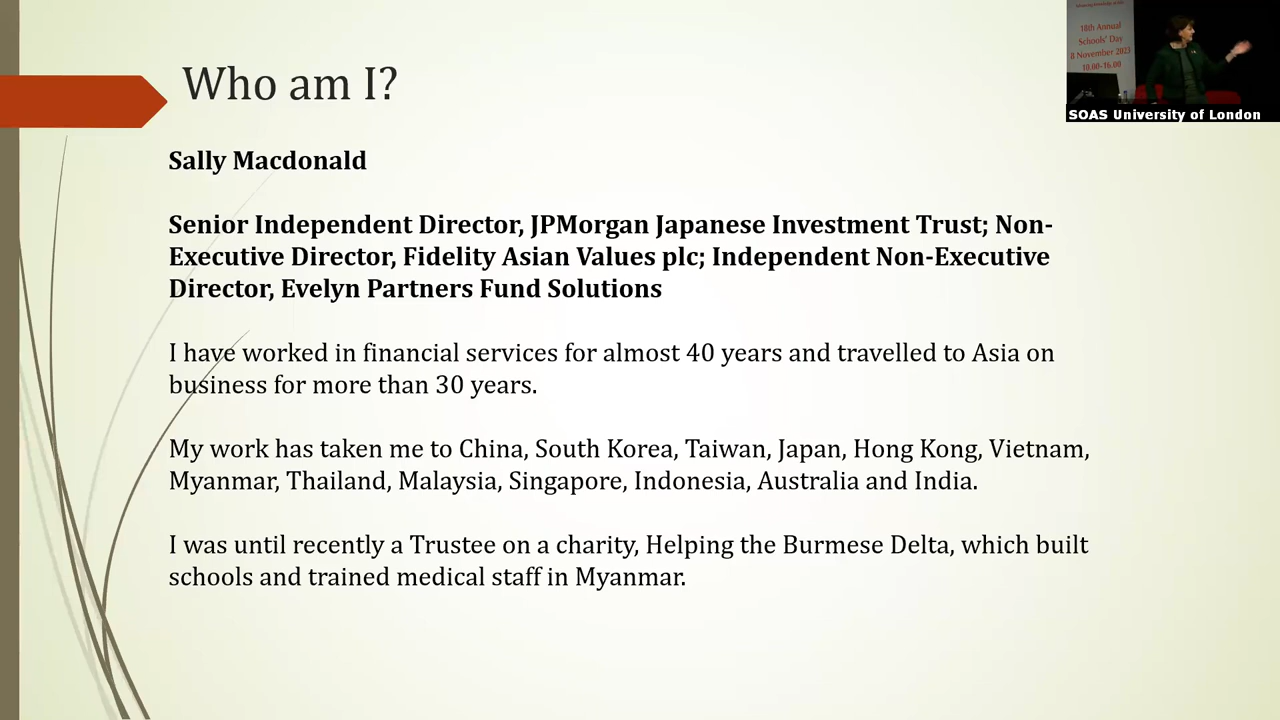 Who am I?
Sally Macdonald
Senior Independent Director, JPMorgan Japanese Investment Trust; Non-
Executive Director, Fidelity Asian Values plc; Independent Non-Executive
Director, Evelyn Partners Fund Solutions
I have worked in financial services for almost 40 years and travelled to Asia on
business for more than 30 years.
My work has taken me to China, South Korea, Taiwan, Japan, Hong Kong, Vietnam,
Myanmar, Thailand, Malaysia, Singapore, Indonesia, Australia and India.
I was until recently a Trustee on a charity, Helping the Burmese Delta, which built
schools and trained medical staff in Myanmar.
18th Annual
Schools' Day
8 November 2023
10.00-16.00
SOAS University of London